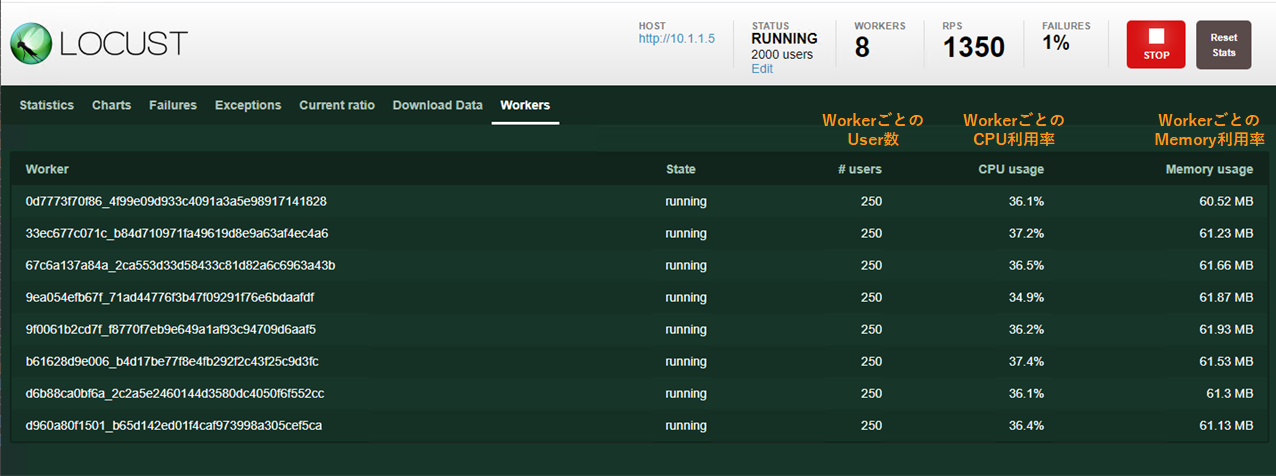 LOCUST
HOST
http://10.1.1.5
STATUS
RUNNING
2000 users
Edit
WORKERS
8
RPS
1350
FAILURES
1%
STOP
Reset
Stats
Statistics Charts Failures Exceptions Current ratio Download Data Workers
Workerごとの
User数
Workerごとの
CPU利用率
Workerごとの
Memory利用率
Worker State # users CPU usage Memory usage
0d7773f70f86_4f99e09d933c4091a3a5e98917141828 running 250 36.1% 60.52 MB
33ec677c071c_b84d710971fa49619d8e9a63af4ec4a6 running 250 37.2% 61.23 MB
67c6a137a84a_2ca553d33d58433c81d82a6c6963a43b running 250 36.5% 61.66 MB
9ea054efb67f_71ad44776f3b47f09291f76e6bdaafdf running 250 34.9% 61.87 MB
9f0061b2cd7f_f8770f7eb9e649a1af93c94709d6aaf5 running 250 36.2% 61.93 MB
b61628d9e006_b4d17be77f8e4fb292f2c43f25c9d3fc running 250 37.4% 61.53 MB
d6b88ca0bf6a_2c2a5e2460144d3580dc4050f6f552cc running 250 36.1% 61.3 MB
d960a80f1501_b65d142ed01f4caf973998a305cef5ca running 250 36.4% 61.13 MB